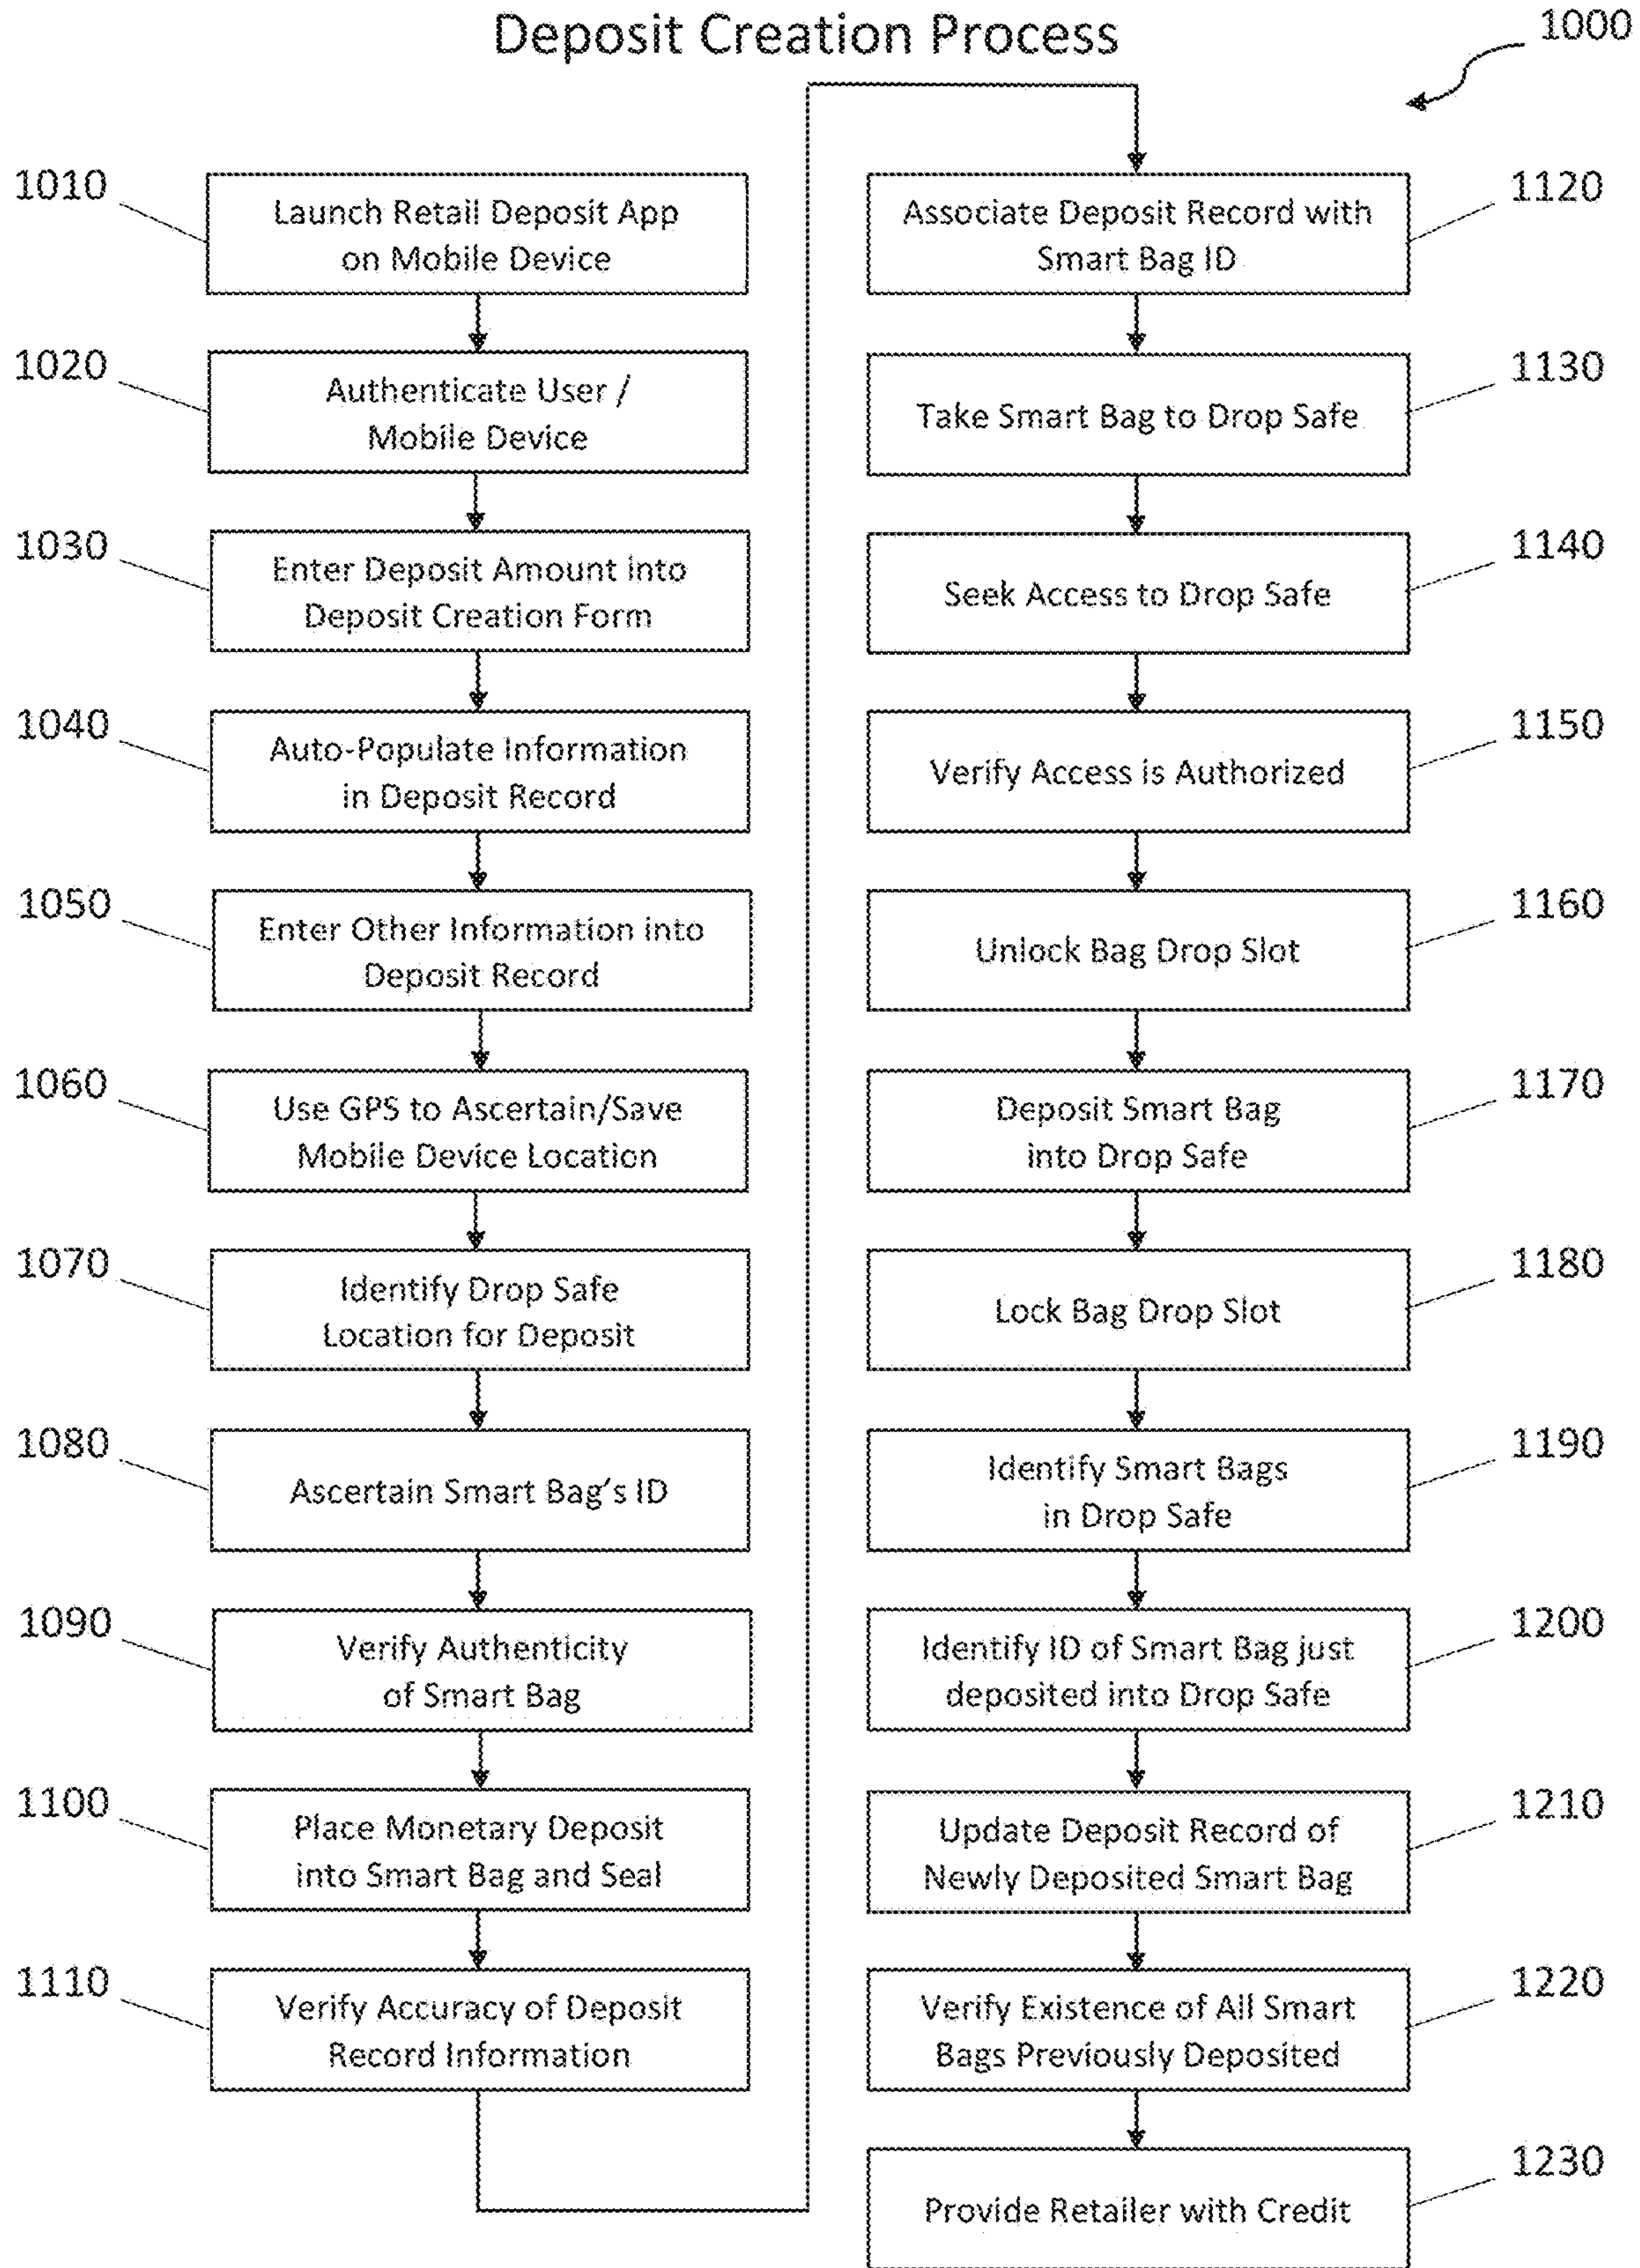 Deposit Creation Process
1000
1010
Launch Retail Deposit App
on Mobile Device
1020
Authenticate User /
Mobile Device
1030
Enter Deposit Amount into
Deposit Creation Form
1040
Auto-Populate Information
in Deposit Record
1050
Enter Other Information into
Deposit Record
1060
Use GPS to Ascertain/Save
Mobile Device Location
1070
Identify Drop Safe
Location for Deposit
1080
Ascertain Smart Bag's ID
1090
Verify Authenticity
of Smart Bag
1100
Place Monetary Deposit
into Smart Bag and Seal
1110
Verify Accuracy of Deposit
Record Information
1120
Associate Deposit Record with
Smart Bag ID
1130
Take Smart Bag to Drop Safe
1140
Seek Access to Drop Safe
1150
Verify Access is Authorized
1160
Unlock Bag Drop Slot
1170
Deposit Smart Bag
into Drop Safe
1180
Lock Bag Drop Slot
1190
Identify Smart Bags
in Drop Safe
1200
Identify ID of Smart Bag just
deposited into Drop Safe
1210
Update Deposit Record of
Newly Deposited Smart Bag
1220
Verify Existence of All Smart
Bags Previously Deposited
1230
Provide Retailer with Credit